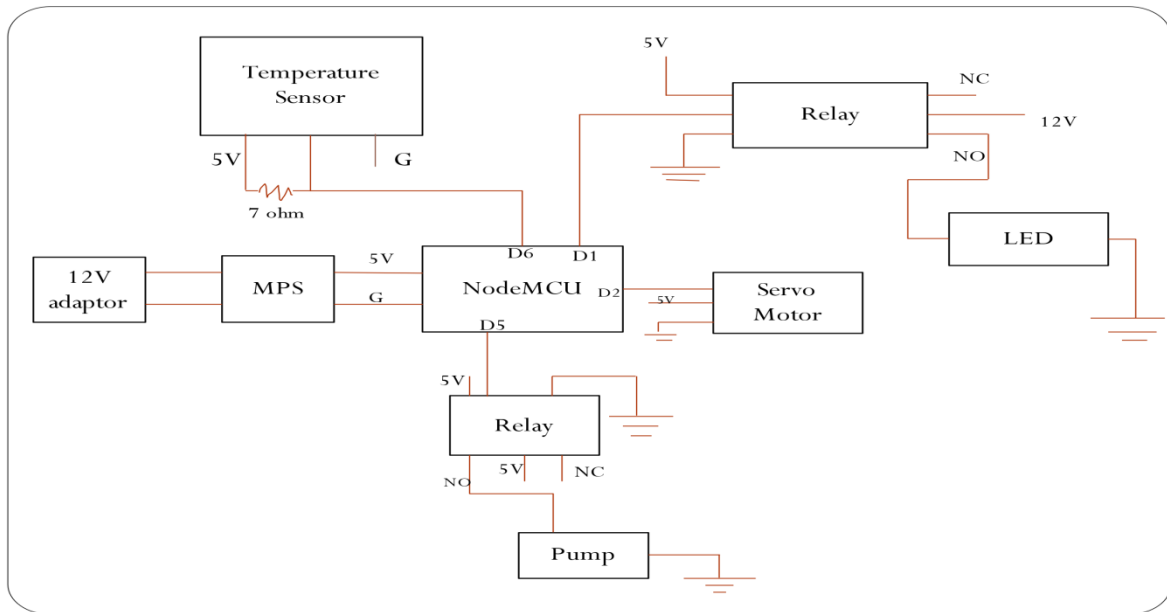 Temperature
Sensor
5V
G
7 ohm
5V
Relay
NC
12V
NO
LED
12V
adaptor
MPS
5V
G
D6
D1
NodeMCU
D2
D5
5V
Servo
Motor
5V
Relay
NO
5V
NC
Pump